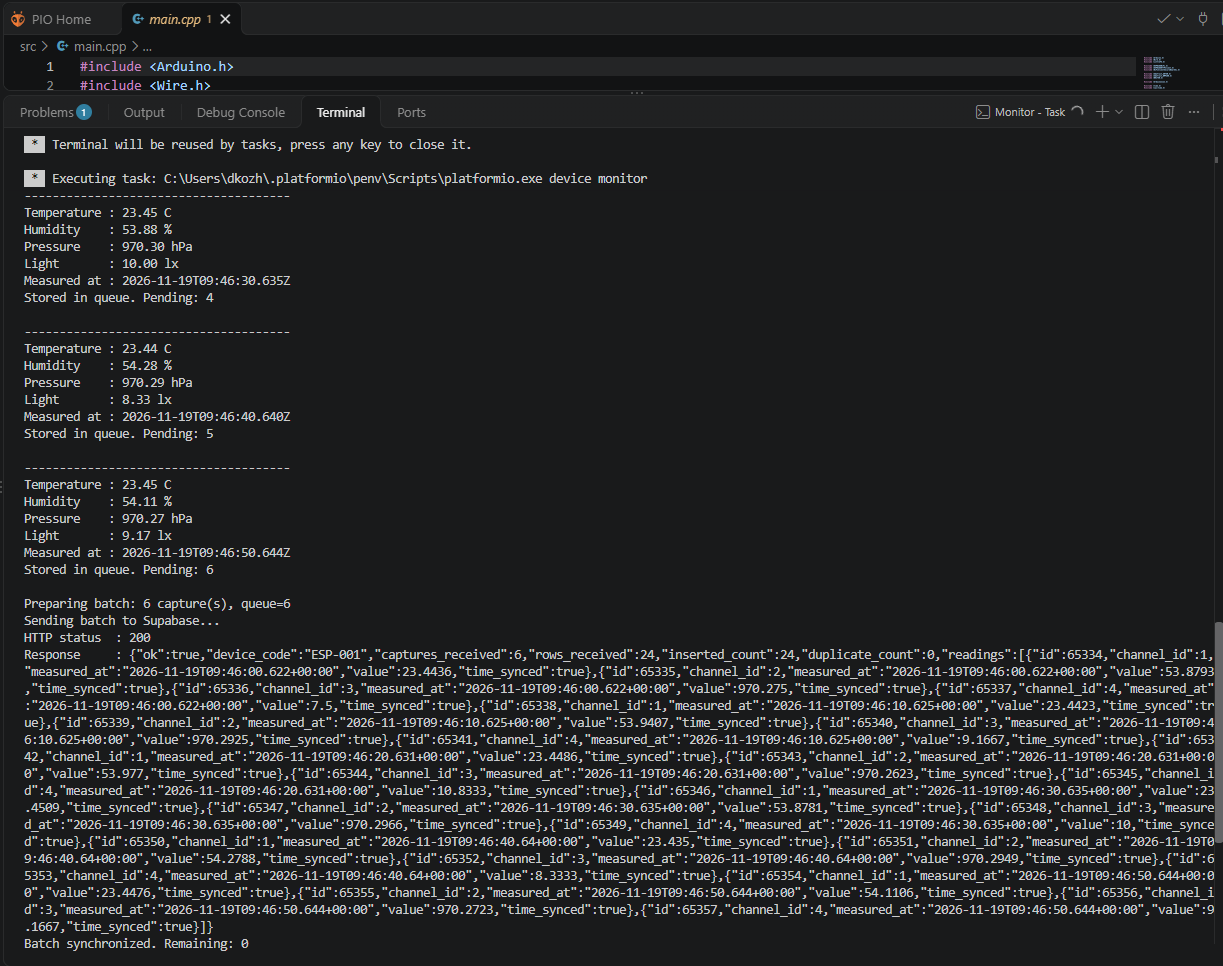 PIO Home
main.cpp 1
src > main.cpp > ...
1 #include <Arduino.h>
2 #include <Wire.h>
Problems 1 Output Debug Console Terminal Ports
Monitor - Task
* Terminal will be reused by tasks, press any key to close it.
* Executing task: C:\Users\dkozh\.platformio\penv\Scripts\platformio.exe device monitor
--------------------------------------
Temperature : 23.45 C
Humidity    : 53.88 %
Pressure    : 970.30 hPa
Light       : 10.00 lx
Measured at : 2026-11-19T09:46:30.635Z
Stored in queue. Pending: 4
--------------------------------------
Temperature : 23.44 C
Humidity    : 54.28 %
Pressure    : 970.29 hPa
Light       : 8.33 lx
Measured at : 2026-11-19T09:46:40.640Z
Stored in queue. Pending: 5
--------------------------------------
Temperature : 23.45 C
Humidity    : 54.11 %
Pressure    : 970.27 hPa
Light       : 9.17 lx
Measured at : 2026-11-19T09:46:50.644Z
Stored in queue. Pending: 6
Preparing batch: 6 capture(s), queue=6
Sending batch to Supabase...
HTTP status  : 200
Response     : {"ok":true,"device_code":"ESP-001","captures_received":6,"rows_received":24,"inserted_count":24,"duplicate_count":0,"readings":[{"id":65334,"channel_id":1,
"measured_at":"2026-11-19T09:46:00.622+00:00","value":23.4436,"time_synced":true},{"id":65335,"channel_id":2,"measured_at":"2026-11-19T09:46:00.622+00:00","value":53.8793
,"time_synced":true},{"id":65336,"channel_id":3,"measured_at":"2026-11-19T09:46:00.622+00:00","value":970.275,"time_synced":true},{"id":65337,"channel_id":4,"measured_at"
:"2026-11-19T09:46:00.622+00:00","value":7.5,"time_synced":true},{"id":65338,"channel_id":1,"measured_at":"2026-11-19T09:46:10.625+00:00","value":23.4423,"time_synced":tr
ue},{"id":65339,"channel_id":2,"measured_at":"2026-11-19T09:46:10.625+00:00","value":53.9407,"time_synced":true},{"id":65340,"channel_id":3,"measured_at":"2026-11-19T09:4
6:10.625+00:00","value":970.2925,"time_synced":true},{"id":65341,"channel_id":4,"measured_at":"2026-11-19T09:46:10.625+00:00","value":9.1667,"time_synced":true},{"id":653
42,"channel_id":1,"measured_at":"2026-11-19T09:46:20.631+00:00","value":23.4486,"time_synced":true},{"id":65343,"channel_id":2,"measured_at":"2026-11-19T09:46:20.631+00:0
0","value":53.977,"time_synced":true},{"id":65344,"channel_id":3,"measured_at":"2026-11-19T09:46:20.631+00:00","value":970.2623,"time_synced":true},{"id":65345,"channel_i
d":4,"measured_at":"2026-11-19T09:46:20.631+00:00","value":10.8333,"time_synced":true},{"id":65346,"channel_id":1,"measured_at":"2026-11-19T09:46:30.635+00:00","value":23
.4509,"time_synced":true},{"id":65347,"channel_id":2,"measured_at":"2026-11-19T09:46:30.635+00:00","value":53.8781,"time_synced":true},{"id":65348,"channel_id":3,"measure
d_at":"2026-11-19T09:46:30.635+00:00","value":970.2966,"time_synced":true},{"id":65349,"channel_id":4,"measured_at":"2026-11-19T09:46:30.635+00:00","value":10,"time_synce
d":true},{"id":65350,"channel_id":1,"measured_at":"2026-11-19T09:46:40.64+00:00","value":23.435,"time_synced":true},{"id":65351,"channel_id":2,"measured_at":"2026-11-19T0
9:46:40.64+00:00","value":54.2788,"time_synced":true},{"id":65352,"channel_id":3,"measured_at":"2026-11-19T09:46:40.64+00:00","value":970.2949,"time_synced":true},{"id":6
5353,"channel_id":4,"measured_at":"2026-11-19T09:46:40.64+00:00","value":8.3333,"time_synced":true},{"id":65354,"channel_id":1,"measured_at":"2026-11-19T09:46:50.644+00:0
0","value":23.4476,"time_synced":true},{"id":65355,"channel_id":2,"measured_at":"2026-11-19T09:46:50.644+00:00","value":54.1106,"time_synced":true},{"id":65356,"channel_i
d":3,"measured_at":"2026-11-19T09:46:50.644+00:00","value":970.2723,"time_synced":true},{"id":65357,"channel_id":4,"measured_at":"2026-11-19T09:46:50.644+00:00","value":9
.1667,"time_synced":true}]}
Batch synchronized. Remaining: 0